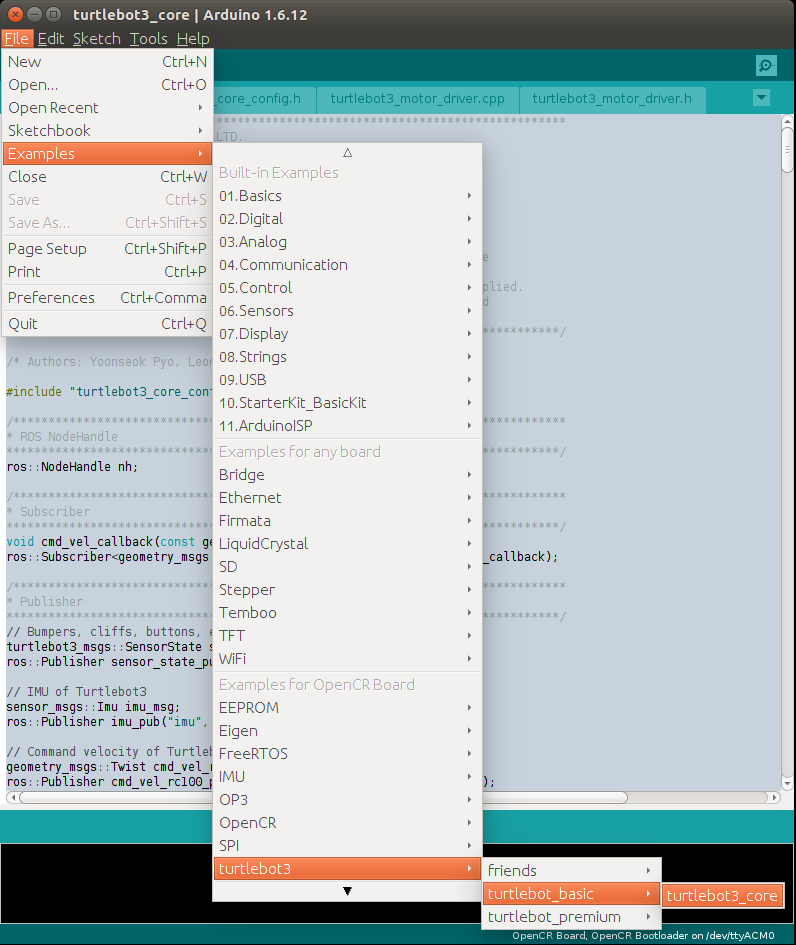 turtlebot3_core | Arduino 1.6.12
File Edit Sketch Tools Help
New Ctrl+N
Open... Ctrl+O
Open Recent
Sketchbook
Examples
Close Ctrl+W
Save Ctrl+S
Save As... Ctrl+Shift+S
Page Setup Ctrl+Shift+P
Print Ctrl+P
Preferences Ctrl+Comma
Quit Ctrl+Q
_core_config.h turtlebot3_motor_driver.cpp turtlebot3_motor_driver.h
LTD.
Built-in Examples
01.Basics
02.Digital
03.Analog
04.Communication
05.Control
06.Sensors
07.Display
08.Strings
09.USB
10.StarterKit_BasicKit
11.ArduinoISP
Examples for any board
Bridge
Ethernet
Firmata
LiquidCrystal
SD
Stepper
Temboo
TFT
WiFi
Examples for OpenCR Board
EEPROM
Eigen
FreeRTOS
IMU
OP3
OpenCR
SPI
turtlebot3
friends
turtlebot_basic
turtlebot_premium
turtlebot3_core
/* Authors: Yoonseok Pyo, Leon
#include "turtlebot3_core_conf
* ROS NodeHandle
ros::NodeHandle nh;
* Subscriber
void cmd_vel_callback(const ge
ros::Subscriber<geometry_msgs _callback);
* Publisher
// Bumpers, cliffs, buttons, e
turtlebot3_msgs::SensorState s
ros::Publisher sensor_state_pu
// IMU of Turtlebot3
sensor_msgs::Imu imu_msg;
ros::Publisher imu_pub("imu",
// Command velocity of Turtleb
geometry_msgs::Twist cmd_vel_r
ros::Publisher cmd_vel_rc100_p );
OpenCR Board, OpenCR Bootloader on /dev/ttyACM0